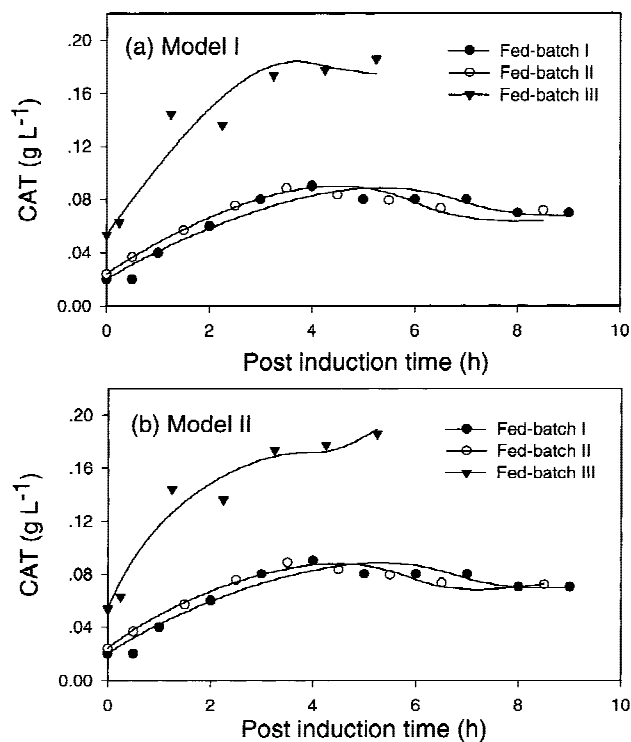 (a) Model I
Fed-batch I
Fed-batch II
Fed-batch III
CAT (g L-1)
.20
.16
.12
.08
.04
0.00
0
2
4
6
8
10
Post induction time (h)
(b) Model II
Fed-batch I
Fed-batch II
Fed-batch III
CAT (g L-1)
.20
.16
.12
.08
.04
0.00
0
2
4
6
8
10
Post induction time (h)